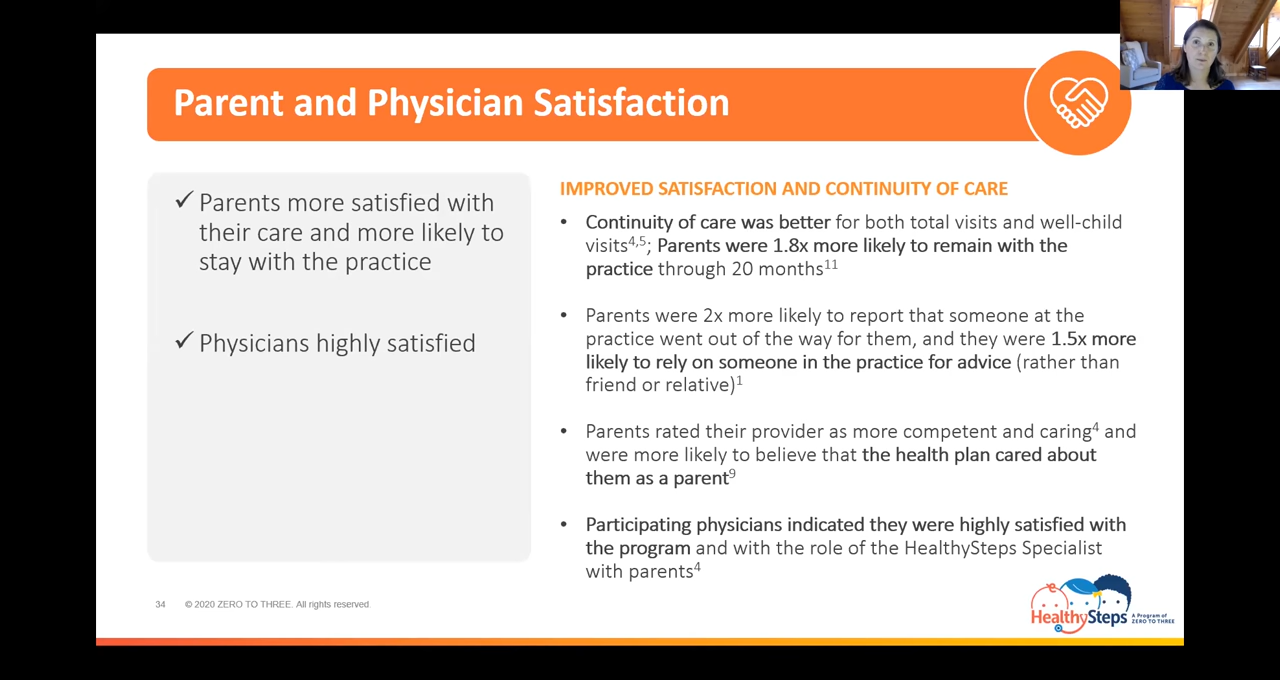 Parent and Physician Satisfaction
✓ Parents more satisfied with
their care and more likely to
stay with the practice
✓ Physicians highly satisfied
IMPROVED SATISFACTION AND CONTINUITY OF CARE
• Continuity of care was better for both total visits and well-child
visits4,5; Parents were 1.8x more likely to remain with the
practice through 20 months11
• Parents were 2x more likely to report that someone at the
practice went out of the way for them, and they were 1.5x more
likely to rely on someone in the practice for advice (rather than
friend or relative)1
• Parents rated their provider as more competent and caring4 and
were more likely to believe that the health plan cared about
them as a parent9
• Participating physicians indicated they were highly satisfied with
the program and with the role of the HealthySteps Specialist
with parents4
34 © 2020 ZERO TO THREE. All rights reserved.
HealthySteps
A Program of
ZERO TO THREE